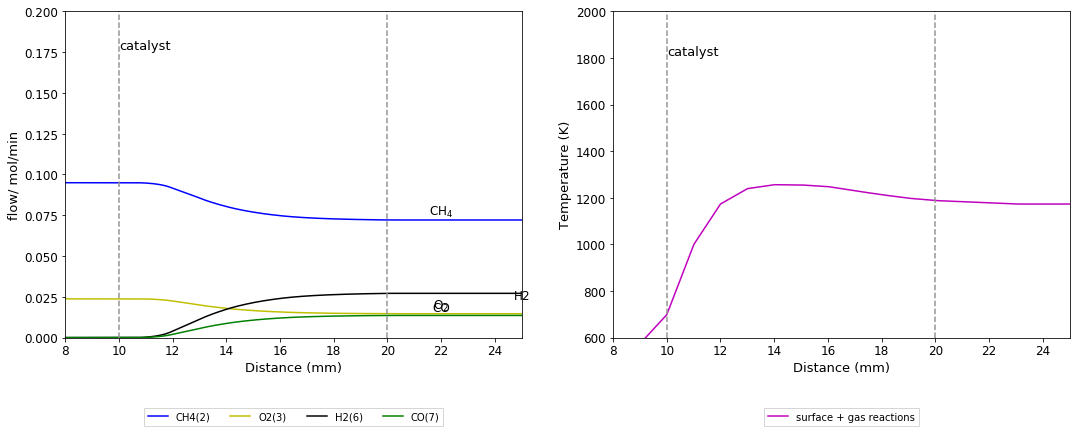 0.200
0.175
0.150
0.125
0.100
0.075
0.050
0.025
0.000
flow/ mol/min
catalyst
CH₄
H2
O₂
CO
8 10 12 14 16 18 20 22 24
Distance (mm)
CH4(2) O2(3) H2(6) CO(7)
2000
1800
1600
1400
1200
1000
800
600
Temperature (K)
catalyst
8 10 12 14 16 18 20 22 24
Distance (mm)
surface + gas reactions